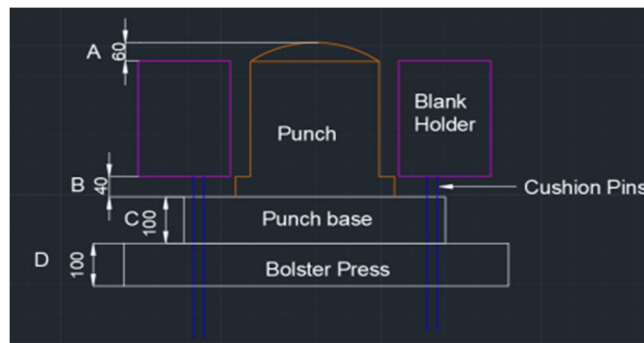 A
60
Punch
Blank
Holder
B
40
Cushion Pins
C
100
Punch base
D
100
Bolster Press